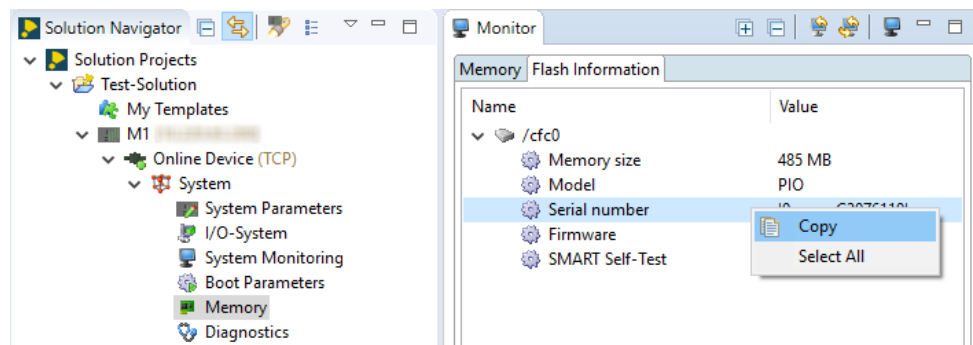 Solution Navigator
Solution Projects
Test-Solution
My Templates
M1
Online Device (TCP)
System
System Parameters
I/O-System
System Monitoring
Boot Parameters
Memory
Diagnostics
Monitor
Memory Flash Information
Name Value
/cfc0
Memory size 485 MB
Model PIO
Serial number
Firmware
SMART Self-Test
Copy
Select All